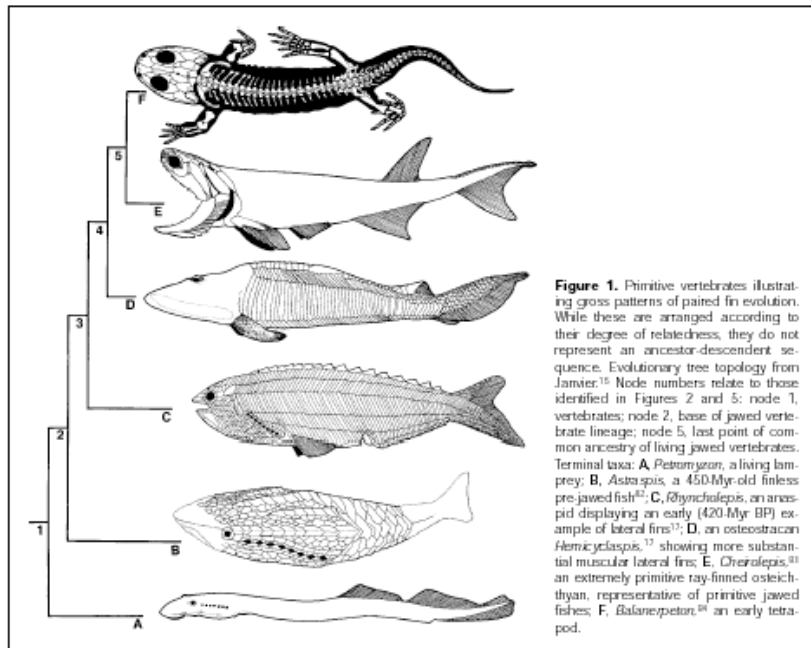 F
5
E
4
D
3
C
2
B
1
A
Figure 1. Primitive vertebrates illustrat-
ing gross patterns of paired fin evolution.
While these are arranged according to
their degree of relatedness, they do not
represent an ancestor-descendent se-
quence. Evolutionary tree topology from
Janvier.15 Node numbers relate to those
identified in Figures 2 and 5: node 1,
vertebrates; node 2, base of jawed verte-
brate lineage; node 5, last point of com-
mon ancestry of living jawed vertebrates.
Terminal taxa: A, Petromyzon, a living lam-
prey; B, Astraspis, a 450-Myr-old finless
pre-jawed fish82; C, Rhyncholepis, an anas-
pid displaying an early (420-Myr BP) ex-
ample of lateral fins17; D, an osteostracan
Hemicyclaspis,17 showing more substan-
tial muscular lateral fins; E, Cheirolepis,83
an extremely primitive ray-finned osteich-
thyan, representative of primitive jawed
fishes; F, Balanerpeton,84 an early tetra-
pod.